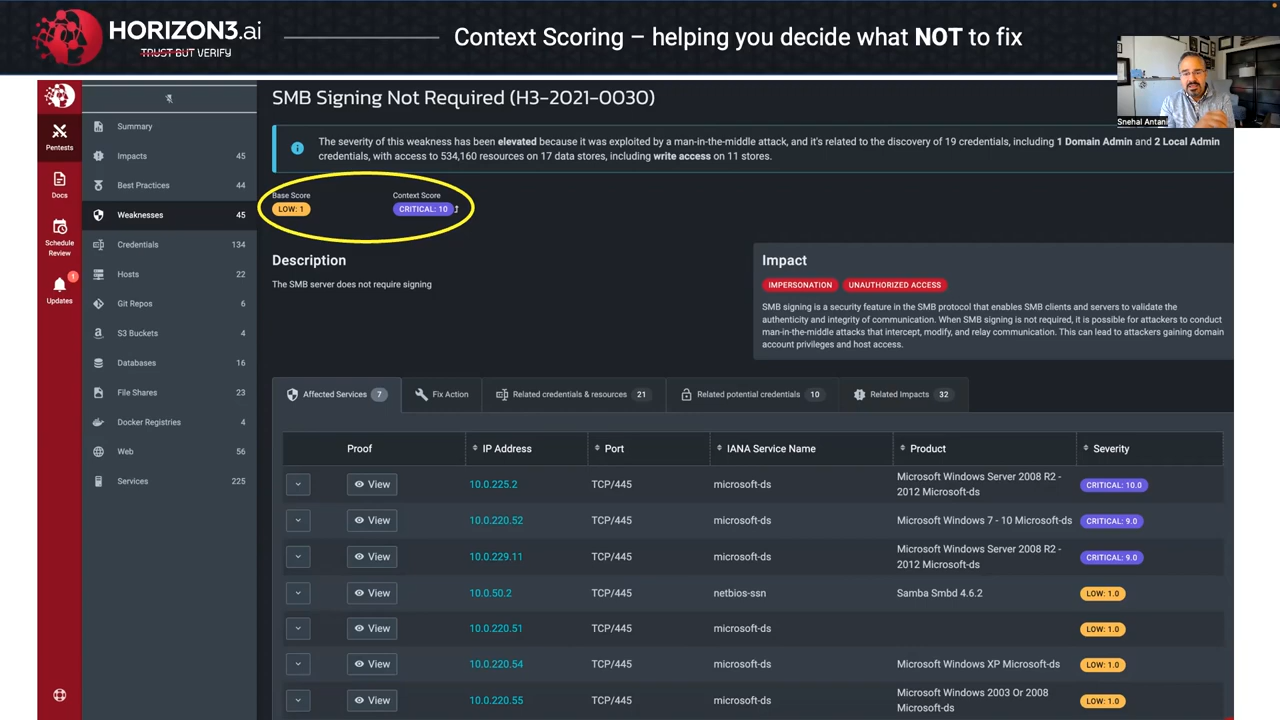 HORIZON3.ai
TRUST BUT VERIFY
Context Scoring – helping you decide what NOT to fix
Snehal Antani
Pentests
Docs
Schedule
Review
1
Updates
Summary
Impacts 45
Best Practices 44
Weaknesses 45
Credentials 134
Hosts 22
Git Repos 6
S3 Buckets 4
Databases 16
File Shares 23
Docker Registries 4
Web 56
Services 225
SMB Signing Not Required (H3-2021-0030)
The severity of this weakness has been elevated because it was exploited by a man-in-the-middle attack, and it's related to the discovery of 19 credentials, including 1 Domain Admin and 2 Local Admin
credentials, with access to 534,160 resources on 17 data stores, including write access on 11 stores.
Base Score Context Score
LOW: 1 CRITICAL: 10
Description
The SMB server does not require signing
Impact
IMPERSONATION UNAUTHORIZED ACCESS
SMB signing is a security feature in the SMB protocol that enables SMB clients and servers to validate the
authenticity and integrity of communication. When SMB signing is not required, it is possible for attackers to conduct
man-in-the-middle attacks that intercept, modify, and relay communication. This can lead to attackers gaining domain
account privileges and host access.
Affected Services 7 Fix Action Related credentials & resources 21 Related potential credentials 10 Related Impacts 32
Proof IP Address Port IANA Service Name Product Severity
View 10.0.225.2 TCP/445 microsoft-ds Microsoft Windows Server 2008 R2 - CRITICAL: 10.0
2012 Microsoft-ds
View 10.0.220.52 TCP/445 microsoft-ds Microsoft Windows 7 - 10 Microsoft-ds CRITICAL: 9.0
View 10.0.229.11 TCP/445 microsoft-ds Microsoft Windows Server 2008 R2 - CRITICAL: 9.0
2012 Microsoft-ds
View 10.0.50.2 TCP/445 netbios-ssn Samba Smbd 4.6.2 LOW: 1.0
View 10.0.220.51 TCP/445 microsoft-ds LOW: 1.0
View 10.0.220.54 TCP/445 microsoft-ds Microsoft Windows XP Microsoft-ds LOW: 1.0
View 10.0.220.55 TCP/445 microsoft-ds Microsoft Windows 2003 Or 2008 LOW: 1.0
Microsoft-ds